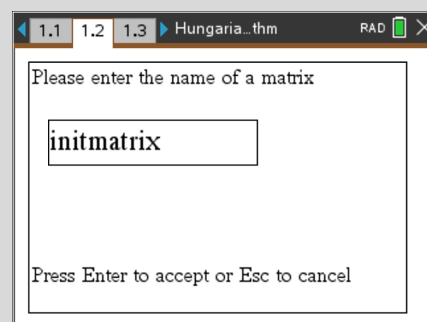 1.1 1.2 1.3 Hungaria...thm RAD
Please enter the name of a matrix
initmatrix
Press Enter to accept or Esc to cancel